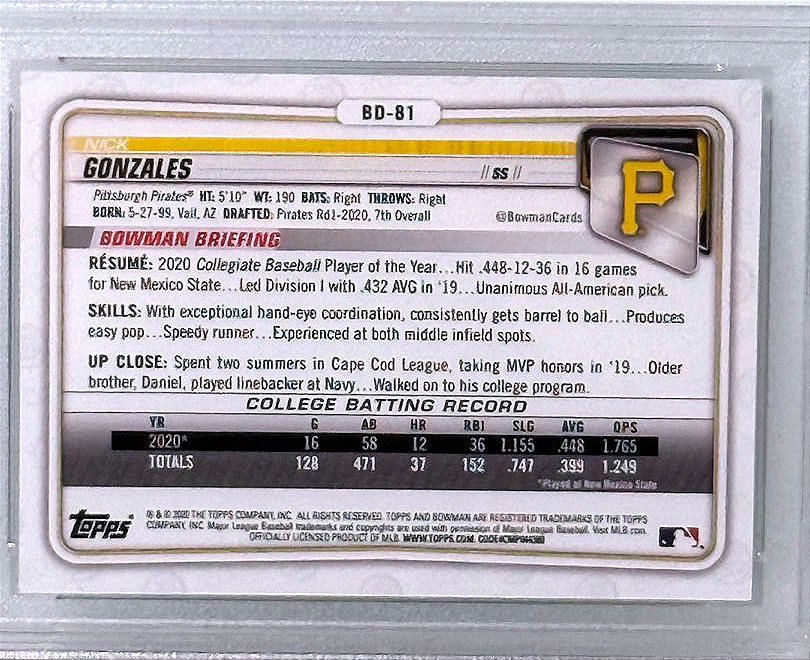 BD-81
NICK
GONZALES // SS //
Pittsburgh Pirates® HT: 5'10" WT: 190 BATS: Right THROWS: Right
BORN: 5-27-99, Vail, AZ DRAFTED: Pirates Rd1-2020, 7th Overall @BowmanCards
P
BOWMAN BRIEFING
RÉSUMÉ: 2020 Collegiate Baseball Player of the Year...Hit .448-12-36 in 16 games
for New Mexico State...Led Division I with .432 AVG in '19...Unanimous All-American pick.
SKILLS: With exceptional hand-eye coordination, consistently gets barrel to ball...Produces
easy pop...Speedy runner...Experienced at both middle infield spots.
UP CLOSE: Spent two summers in Cape Cod League, taking MVP honors in '19...Older
brother, Daniel, played linebacker at Navy...Walked on to his college program.
COLLEGE BATTING RECORD
YR G AB HR RBI SLG AVG OPS
2020* 16 58 12 36 1.155 .448 1.765
TOTALS 128 471 37 152 .747 .399 1.249
*Played at New Mexico State
Topps
® & © 2020 THE TOPPS COMPANY, INC. ALL RIGHTS RESERVED. TOPPS AND BOWMAN ARE REGISTERED TRADEMARKS OF THE TOPPS
COMPANY, INC. Major League Baseball trademarks and copyrights are used with permission of Major League Baseball. Visit MLB.com
OFFICIALLY LICENSED PRODUCT OF MLB. WWW.TOPPS.COM.